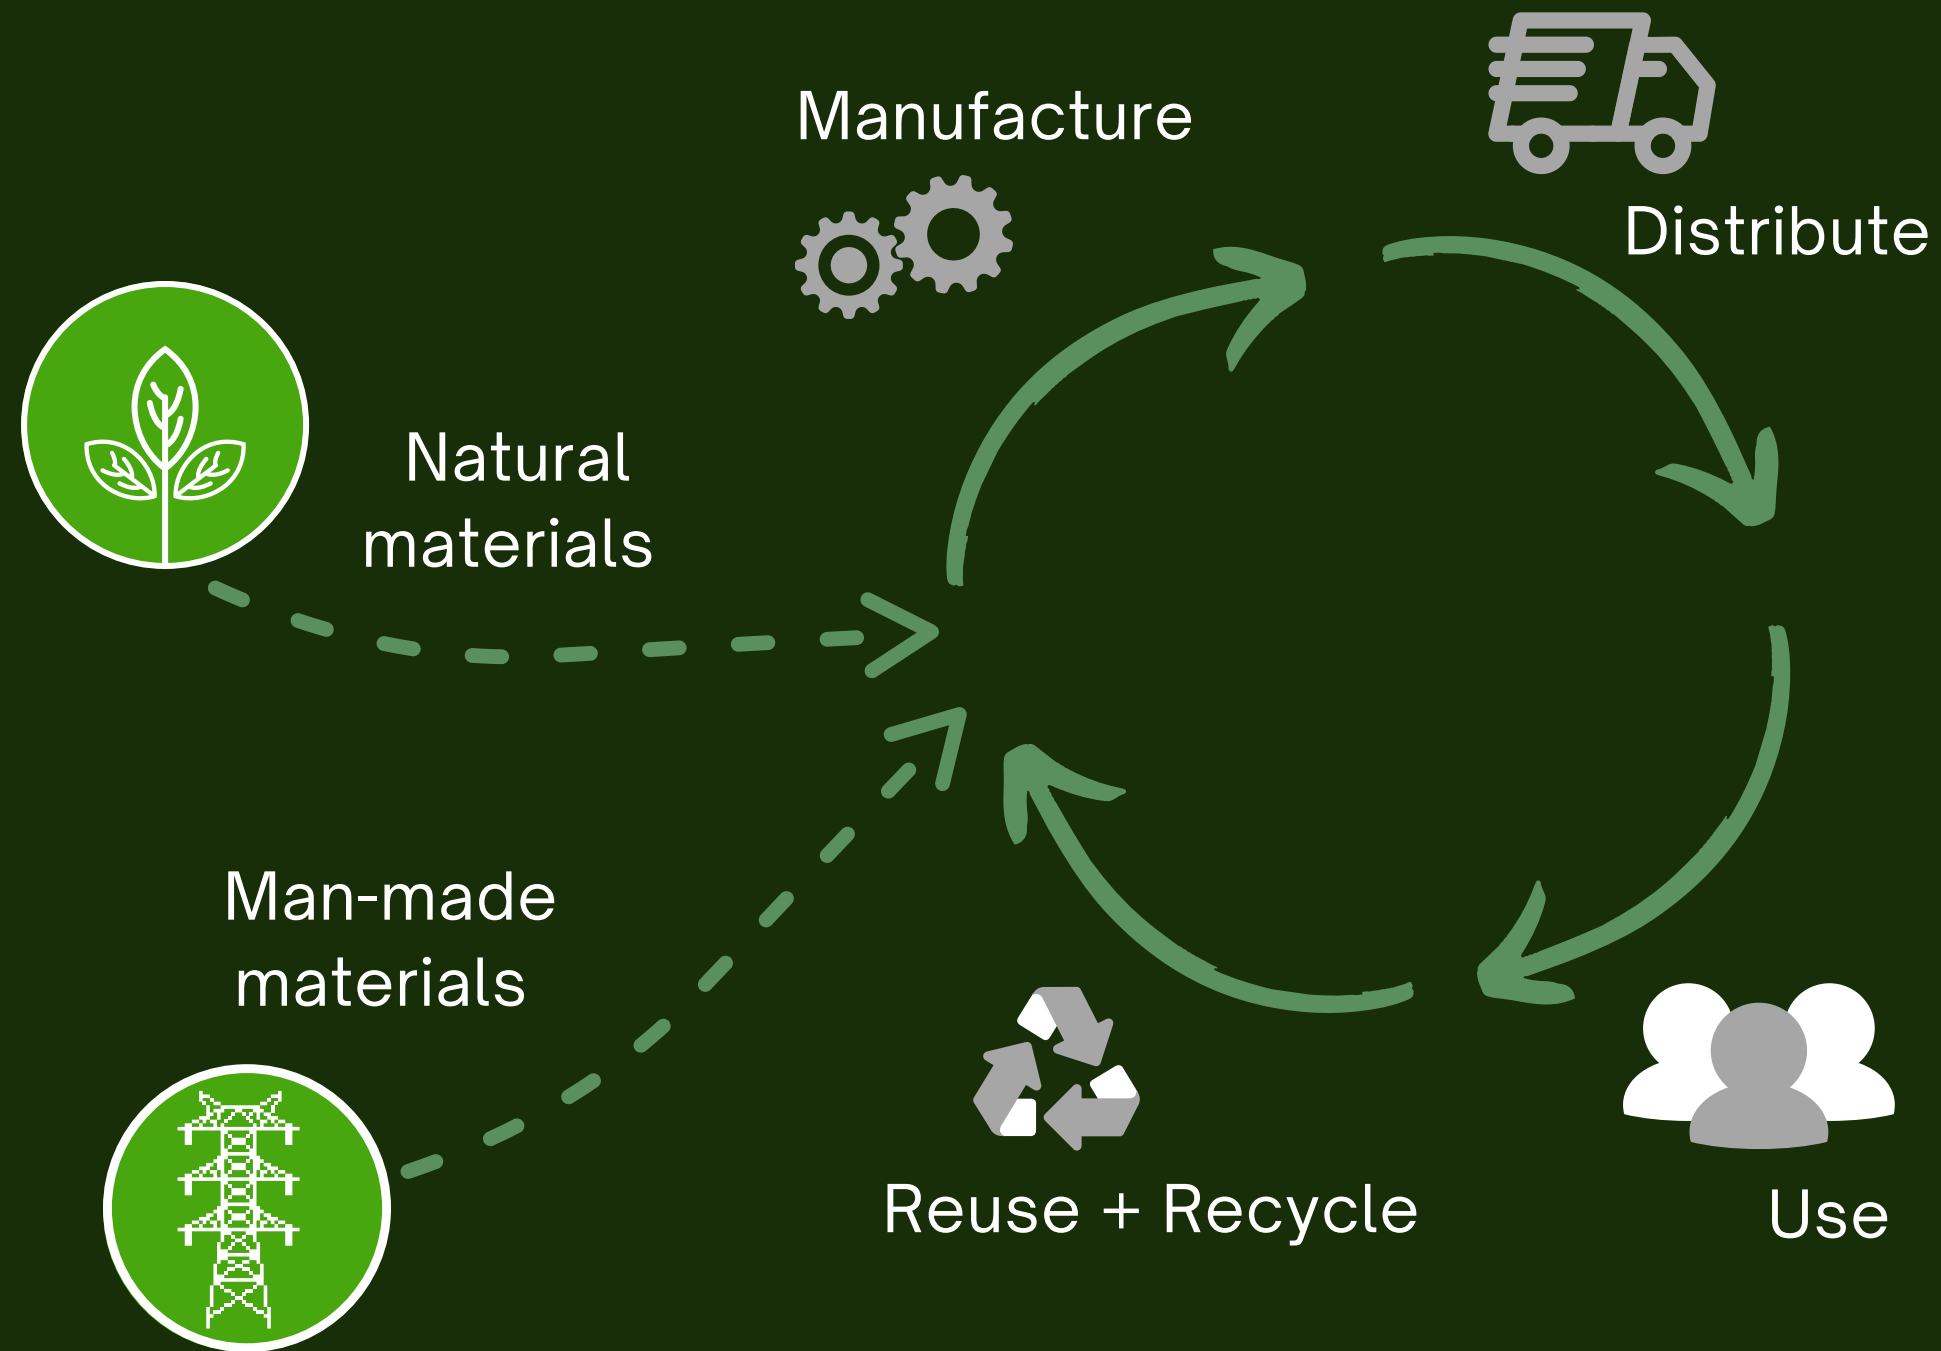 Manufacture
Distribute
Natural
materials
Man-made
materials
Reuse + Recycle
Use